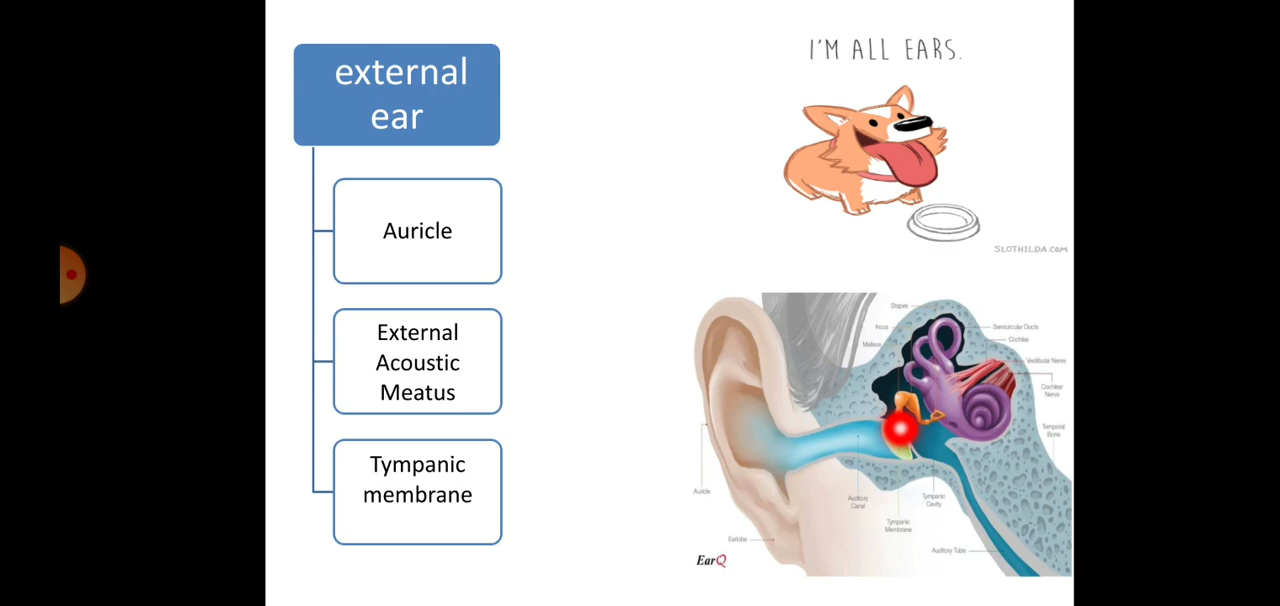 external
ear
Auricle
External
Acoustic
Meatus
Tympanic
membrane
I'M ALL EARS.
SLOTHILDA.COM
Stapes
Incus
Malleus
Semicircular Ducts
Cochlea
Vestibular Nerve
Cochlear
Nerve
Temporal
Bone
Auricle
Auditory
Canal
Tympanic
Cavity
Tympanic
Membrane
Earlobe
Auditory Tube
EarQ